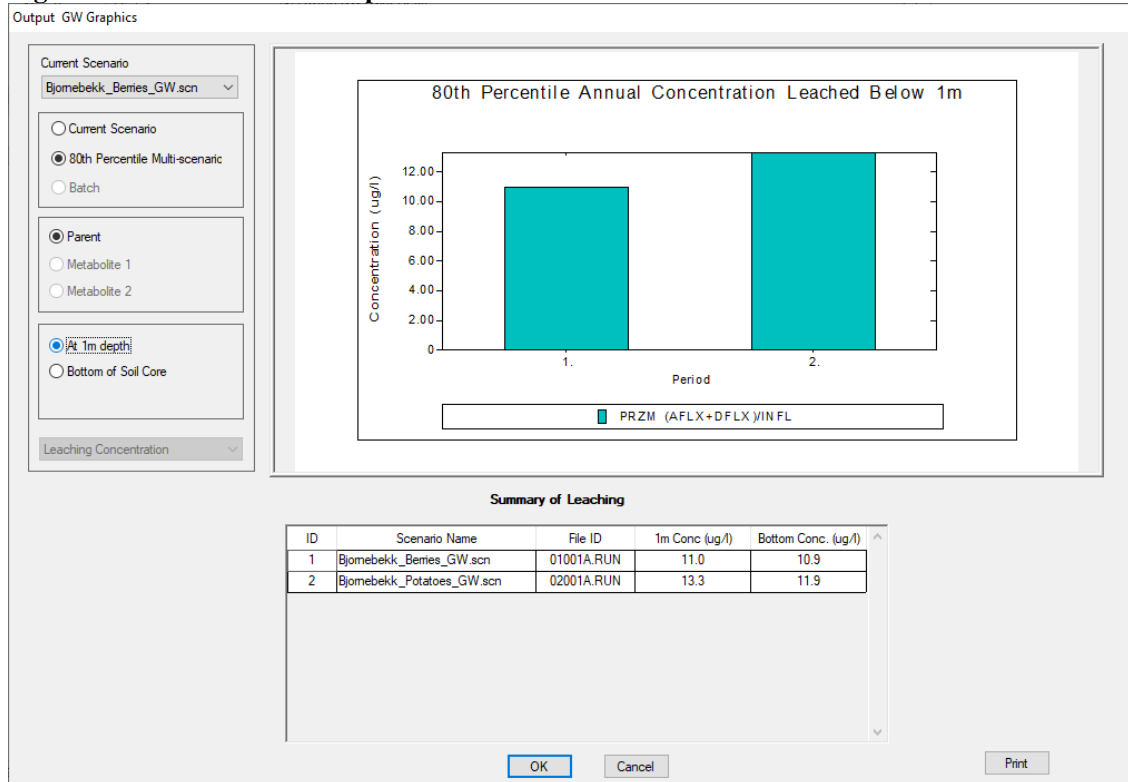 Output GW Graphics
Current Scenario
Bjornebekk_Berries_GW.scn
Current Scenario
80th Percentile Multi-scenaric
Batch
Parent
Metabolite 1
Metabolite 2
At 1m depth
Bottom of Soil Core
Leaching Concentration
80th Percentile Annual Concentration Leached Below 1m
Concentration (ug/l)
12.00
10.00
8.00
6.00
4.00
2.00
0
1.
2.
Period
PRZM (AFLX+DFLX)/INFL
Summary of Leaching
ID Scenario Name File ID 1m Conc (ug/l) Bottom Conc. (ug/l)
1 Bjornebekk_Berries_GW.scn 01001A.RUN 11.0 10.9
2 Bjornebekk_Potatoes_GW.scn 02001A.RUN 13.3 11.9
OK
Cancel
Print